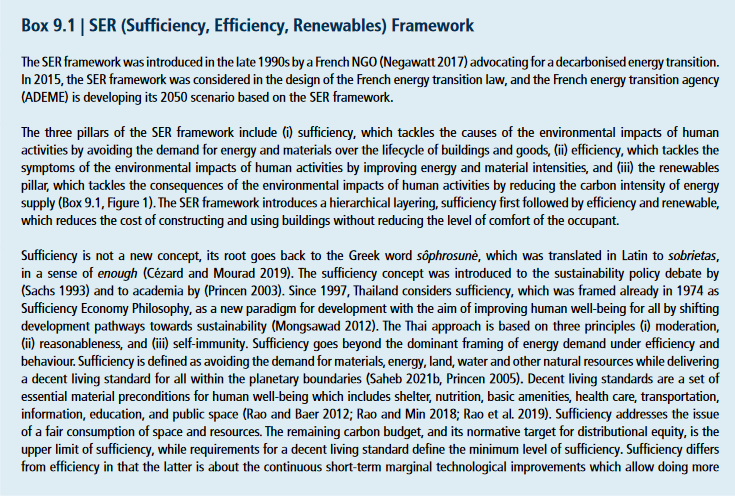 Box 9.1 | SER (Sufficiency, Efficiency, Renewables) Framework
The SER framework was introduced in the late 1990s by a French NGO (Negawatt 2017) advocating for a decarbonised energy transition.
In 2015, the SER framework was considered in the design of the French energy transition law, and the French energy transition agency
(ADEME) is developing its 2050 scenario based on the SER framework.
The three pillars of the SER framework include (i) sufficiency, which tackles the causes of the environmental impacts of human
activities by avoiding the demand for energy and materials over the lifecycle of buildings and goods, (ii) efficiency, which tackles the
symptoms of the environmental impacts of human activities by improving energy and material intensities, and (iii) the renewables
pillar, which tackles the consequences of the environmental impacts of human activities by reducing the carbon intensity of energy
supply (Box 9.1, Figure 1). The SER framework introduces a hierarchical layering, sufficiency first followed by efficiency and renewable,
which reduces the cost of constructing and using buildings without reducing the level of comfort of the occupant.
Sufficiency is not a new concept, its root goes back to the Greek word sôphrosunè, which was translated in Latin to sobrietas,
in a sense of enough (Cézard and Mourad 2019). The sufficiency concept was introduced to the sustainability policy debate by
(Sachs 1993) and to academia by (Princen 2003). Since 1997, Thailand considers sufficiency, which was framed already in 1974 as
Sufficiency Economy Philosophy, as a new paradigm for development with the aim of improving human well-being for all by shifting
development pathways towards sustainability (Mongsawad 2012). The Thai approach is based on three principles (i) moderation,
(ii) reasonableness, and (iii) self-immunity. Sufficiency goes beyond the dominant framing of energy demand under efficiency and
behaviour. Sufficiency is defined as avoiding the demand for materials, energy, land, water and other natural resources while delivering
a decent living standard for all within the planetary boundaries (Saheb 2021b, Princen 2005). Decent living standards are a set of
essential material preconditions for human well-being which includes shelter, nutrition, basic amenities, health care, transportation,
information, education, and public space (Rao and Baer 2012; Rao and Min 2018; Rao et al. 2019). Sufficiency addresses the issue
of a fair consumption of space and resources. The remaining carbon budget, and its normative target for distributional equity, is the
upper limit of sufficiency, while requirements for a decent living standard define the minimum level of sufficiency. Sufficiency differs
from efficiency in that the latter is about the continuous short-term marginal technological improvements which allow doing more